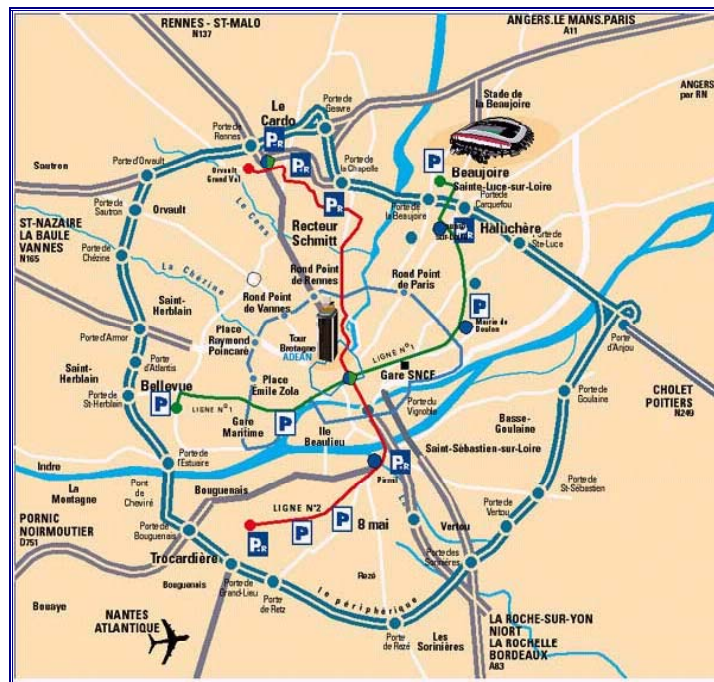 RENNES - ST-MALO
N137
ANGERS.LE MANS.PARIS
A11
ANGERS
par RN
Stade de
la Beaujoire
Le
Cardo
Porte de
Gesvre
Porte de
Rennes
P+R
P+R
Orvault
Grand Val
Porte de
la Chapelle
P
Beaujoire
Sainte-Luce-sur-Loire
Sautron
Porte d'Orvault
Porte de
Sautron
Orvault
Le Cens
P+R
Recteur
Schmitt
Porte de
la Beaujoire
Porte de
Carquefou
P+R
Haluchère
Porte de
Ste-Luce
ST-NAZAIRE
LA BAULE
VANNES
N165
Porte de
Chézine
La Chézine
Rond Point
de Rennes
Rond Point
de Paris
Saint-
Herblain
Rond Point
de Vannes
P
Mairie de
Doulon
Porte d'Armor
Place
Raymond
Poincaré
Tour
Bretagne
ADEAN
LIGNE N°1
Porte
d'Anjou
Saint-
Herblain
Porte
d'Atlantis
Gare SNCF
Bellevue
P
Place
Emile Zola
Porte de
St-Herblain
LIGNE N°1
Gare
Maritime
P
Porte du
Vignoble
Porte de
Goulaine
CHOLET
POITIERS
N249
Ile
Beaulieu
Basse-
Goulaine
Saint-Sébastien-sur-Loire
Indre
Porte de
l'Estuaire
La
Montagne
Pont
de
Cheviré
Bouguenais
P+R
Pirmil
La
Porte de
St-Sébastien
PORNIC
NOIRMOUTIER
D751
LIGNE N°2
P
P
8 mai
Porte de
Vertou
Vertou
Porte de
Bouguenais
P+R
Trocardière
Bouguenais
Porte de
Grand-Lieu
Porte
de Retz
Rezé
Porte des
Sorinières
le périphérique
Bouaye
NANTES
ATLANTIQUE
Porte
de Rezé
Les
Sorinières
LA ROCHE-SUR-YON
NIORT
LA ROCHELLE
BORDEAUX
A83